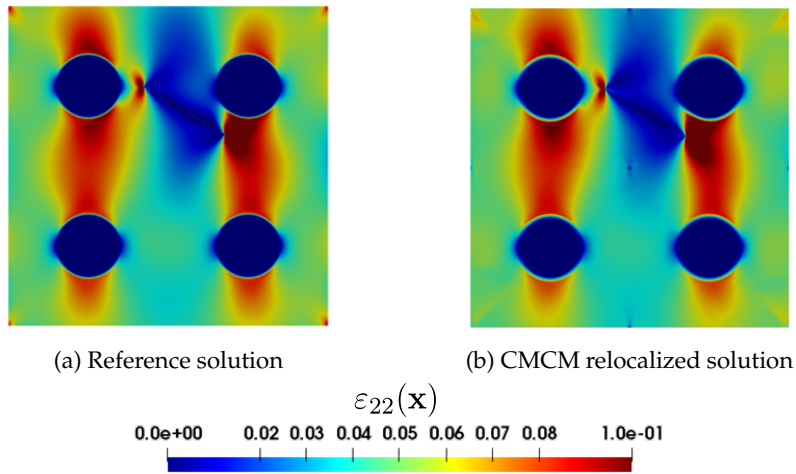 (a) Reference solution
(b) CMCM relocalized solution
ε₂₂(𝐱)
0.0e+00 0.02 0.03 0.04 0.05 0.06 0.07 0.08 1.0e-01